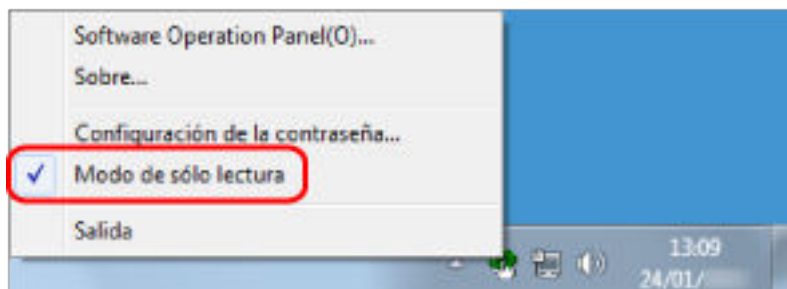 Software Operation Panel(O)...
Sobre...
Configuración de la contraseña...
Modo de sólo lectura
Salida
13:09
24/01/